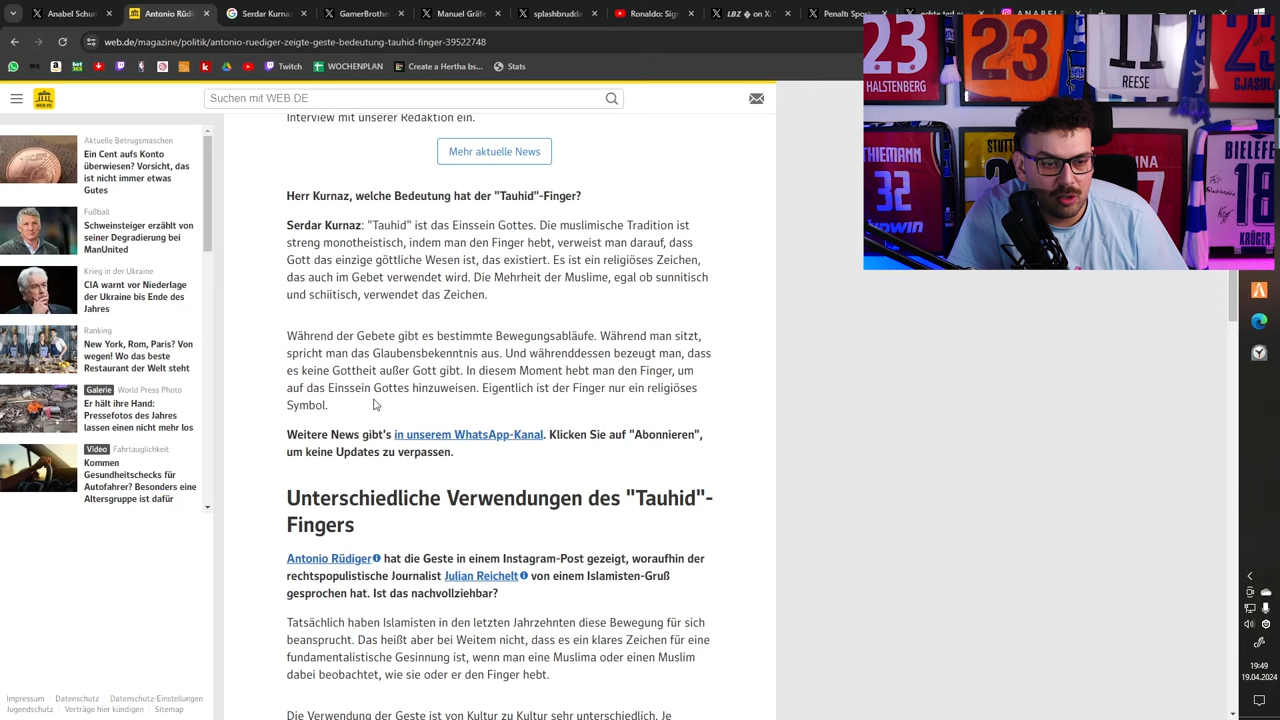 Antonio Rüdig
Serdar Kurnaz
splashbrudda
Ronaldo: Sig
LBZ
on X
Penalti
web.de/magazine/politik/antonio-ruediger-zeigte-geste-bedeutung-tauhid-finger-39522748
Twitch
WOCHENPLAN
Create a Hertha bs...
Stats
WEB.DE
Suchen mit WEB.DE
Aktuelle Betrugsmaschen
Ein Cent aufs Konto
überwiesen? Vorsicht, das
ist nicht immer etwas
Gutes
Fußball
Schweinsteiger erzählt von
seiner Degradierung bei
ManUnited
Krieg in der Ukraine
CIA warnt vor Niederlage
der Ukraine bis Ende des
Jahres
Ranking
New York, Rom, Paris? Von
wegen! Wo das beste
Restaurant der Welt steht
Galerie World Press Photo
Er hält ihre Hand:
Pressefotos des Jahres
lassen einen nicht mehr los
Video Fahrtauglichkeit
Kommen
Gesundheitschecks für
Autofahrer? Besonders eine
Altersgruppe ist dafür
Impressum Datenschutz Datenschutz-Einstellungen
Jugendschutz Verträge hier kündigen Sitemap
Interview mit unserer Redaktion ein.
Mehr aktuelle News
Herr Kurnaz, welche Bedeutung hat der "Tauhid"-Finger?
Serdar Kurnaz: "Tauhid" ist das Einssein Gottes. Die muslimische Tradition ist
streng monotheistisch, indem man den Finger hebt, verweist man darauf, dass
Gott das einzige göttliche Wesen ist, das existiert. Es ist ein religiöses Zeichen,
das auch im Gebet verwendet wird. Die Mehrheit der Muslime, egal ob sunnitisch
und schiitisch, verwendet das Zeichen.
Während der Gebete gibt es bestimmte Bewegungsabläufe. Während man sitzt,
spricht man das Glaubensbekenntnis aus. Und währenddessen bezeugt man, dass
es keine Gottheit außer Gott gibt. In diesem Moment hebt man den Finger, um
auf das Einssein Gottes hinzuweisen. Eigentlich ist der Finger nur ein religiöses
Symbol.
Weitere News gibt's in unserem WhatsApp-Kanal. Klicken Sie auf "Abonnieren",
um keine Updates zu verpassen.
Unterschiedliche Verwendungen des "Tauhid"-
Fingers
Antonio Rüdiger hat die Geste in einem Instagram-Post gezeigt, woraufhin der
rechtspopulistische Journalist Julian Reichelt von einem Islamisten-Gruß
gesprochen hat. Ist das nachvollziehbar?
Tatsächlich haben Islamisten in den letzten Jahrzehnten diese Bewegung für sich
beansprucht. Das heißt aber bei Weitem nicht, dass es ein klares Zeichen für eine
fundamentalistische Gesinnung ist, wenn man eine Muslima oder einen Muslim
dabei beobachtet, wie sie oder er den Finger hebt.
Die Verwendung der Geste ist von Kultur zu Kultur sehr unterschiedlich. Je
23
HALSTENBERG
23
11
REESE
23
GJASULA
THIEMANN
32
STUTT
7
BIELEFE
18
KRÜGER
19:49
19.04.2024